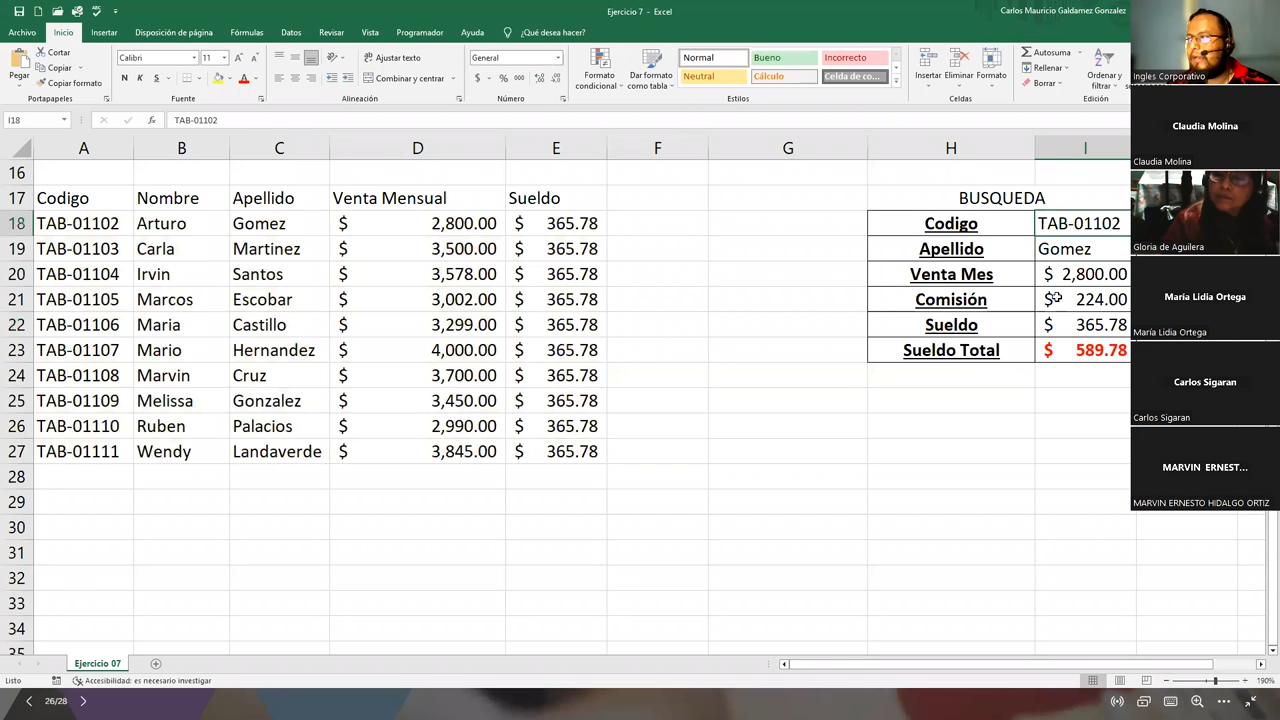 Ejercicio 7 - Excel
Carlos Mauricio Galdamez Gonzalez
Archivo Inicio Insertar Disposición de página Fórmulas Datos Revisar Vista Programador Ayuda ¿Qué desea hacer?
Pegar
Cortar
Copiar
Copiar formato
Portapapeles
Calibri 11
N K S
Fuente
Ajustar texto
Combinar y centrar
Alineación
General
$ % 000
Número
Formato condicional
Dar formato como tabla
Normal Bueno Incorrecto
Neutral Cálculo Celda de co...
Estilos
Insertar Eliminar Formato
Celdas
Autosuma
Rellenar
Borrar
Ordenar y
filtrar
Edición
I18 fx TAB-01102
A B C D E F G H I
16
17 Codigo Nombre Apellido Venta Mensual Sueldo BUSQUEDA
18 TAB-01102 Arturo Gomez $ 2,800.00 $ 365.78 Codigo TAB-01102
19 TAB-01103 Carla Martinez $ 3,500.00 $ 365.78 Apellido Gomez
20 TAB-01104 Irvin Santos $ 3,578.00 $ 365.78 Venta Mes $ 2,800.00
21 TAB-01105 Marcos Escobar $ 3,002.00 $ 365.78 Comisión $ 224.00
22 TAB-01106 Maria Castillo $ 3,299.00 $ 365.78 Sueldo $ 365.78
23 TAB-01107 Mario Hernandez $ 4,000.00 $ 365.78 Sueldo Total $ 589.78
24 TAB-01108 Marvin Cruz $ 3,700.00 $ 365.78
25 TAB-01109 Melissa Gonzalez $ 3,450.00 $ 365.78
26 TAB-01110 Ruben Palacios $ 2,990.00 $ 365.78
27 TAB-01111 Wendy Landaverde $ 3,845.00 $ 365.78
28
29
30
31
32
33
34
35
Ejercicio 07
Listo Accesibilidad: es necesario investigar 190%
26/28
Ingles Corporativo
Claudia Molina
Claudia Molina
Gloria de Aguilera
María Lidia Ortega
María Lidia Ortega
Carlos Sigaran
Carlos Sigaran
MARVIN ERNEST...
MARVIN ERNESTO HIDALGO ORTIZ